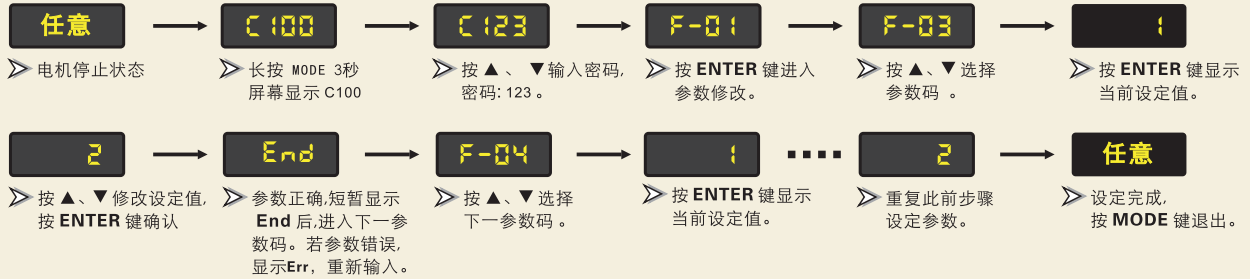 任意
C100
C123
F-01
F-03
1
电机停止状态
长按 MODE 3秒
屏幕显示 C100
按 ▲ 、 ▼输入密码,
密码: 123 。
按 ENTER 键进入
参数修改。
按 ▲、▼ 选择
参数码 。
按 ENTER 键显示
当前设定值。
2
End
F-04
1
2
任意
按 ▲、▼ 修改设定值,
按 ENTER 键确认
参数正确,短暂显示
End 后,进入下一参
数码。若参数错误,
显示Err，重新输入。
按 ▲、▼ 选择
下一参数码 。
按 ENTER 键显示
当前设定值。
重复此前步骤
设定参数。
设定完成,
按 MODE 键退出。